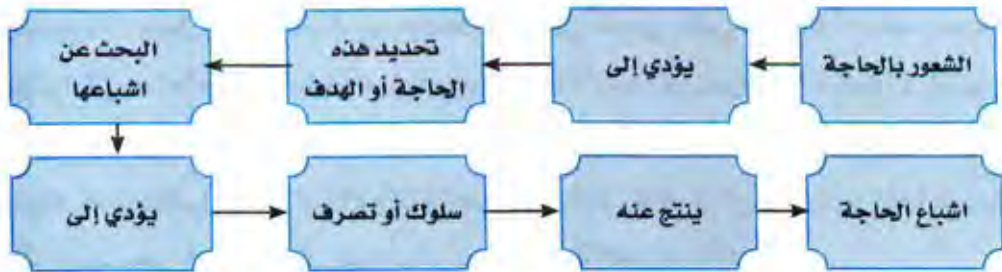 الشعور بالحاجة
يؤدي إلى
تحديد هذه
الحاجة أو الهدف
البحث عن
اشباعها
يؤدي إلى
سلوك أو تصرف
ينتج عنه
اشباع الحاجة